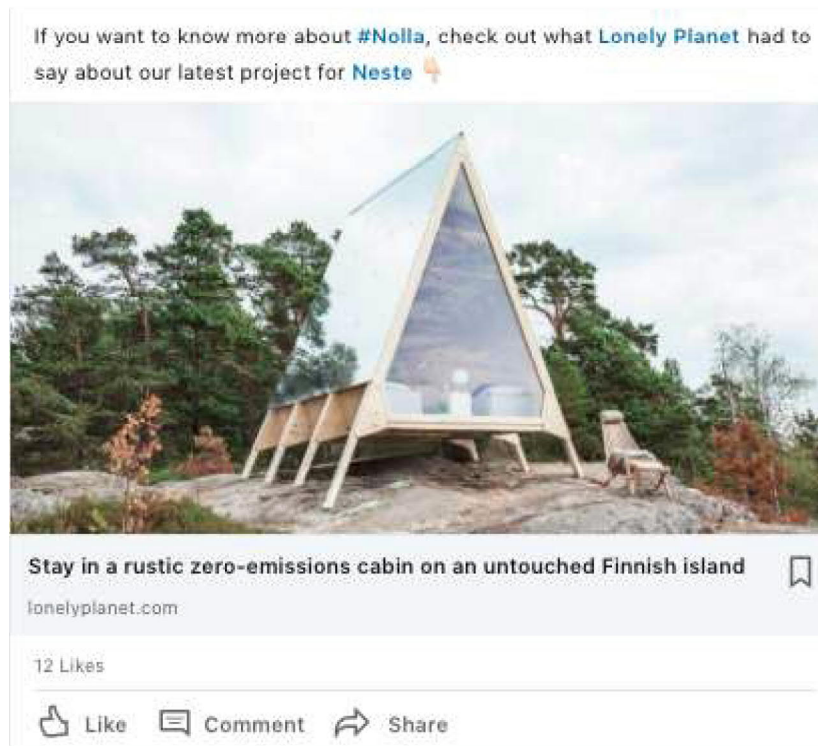 If you want to know more about #Nolla, check out what Lonely Planet had to
say about our latest project for Neste 👇🏻
Stay in a rustic zero-emissions cabin on an untouched Finnish island
lonelyplanet.com
12 Likes
Like Comment Share